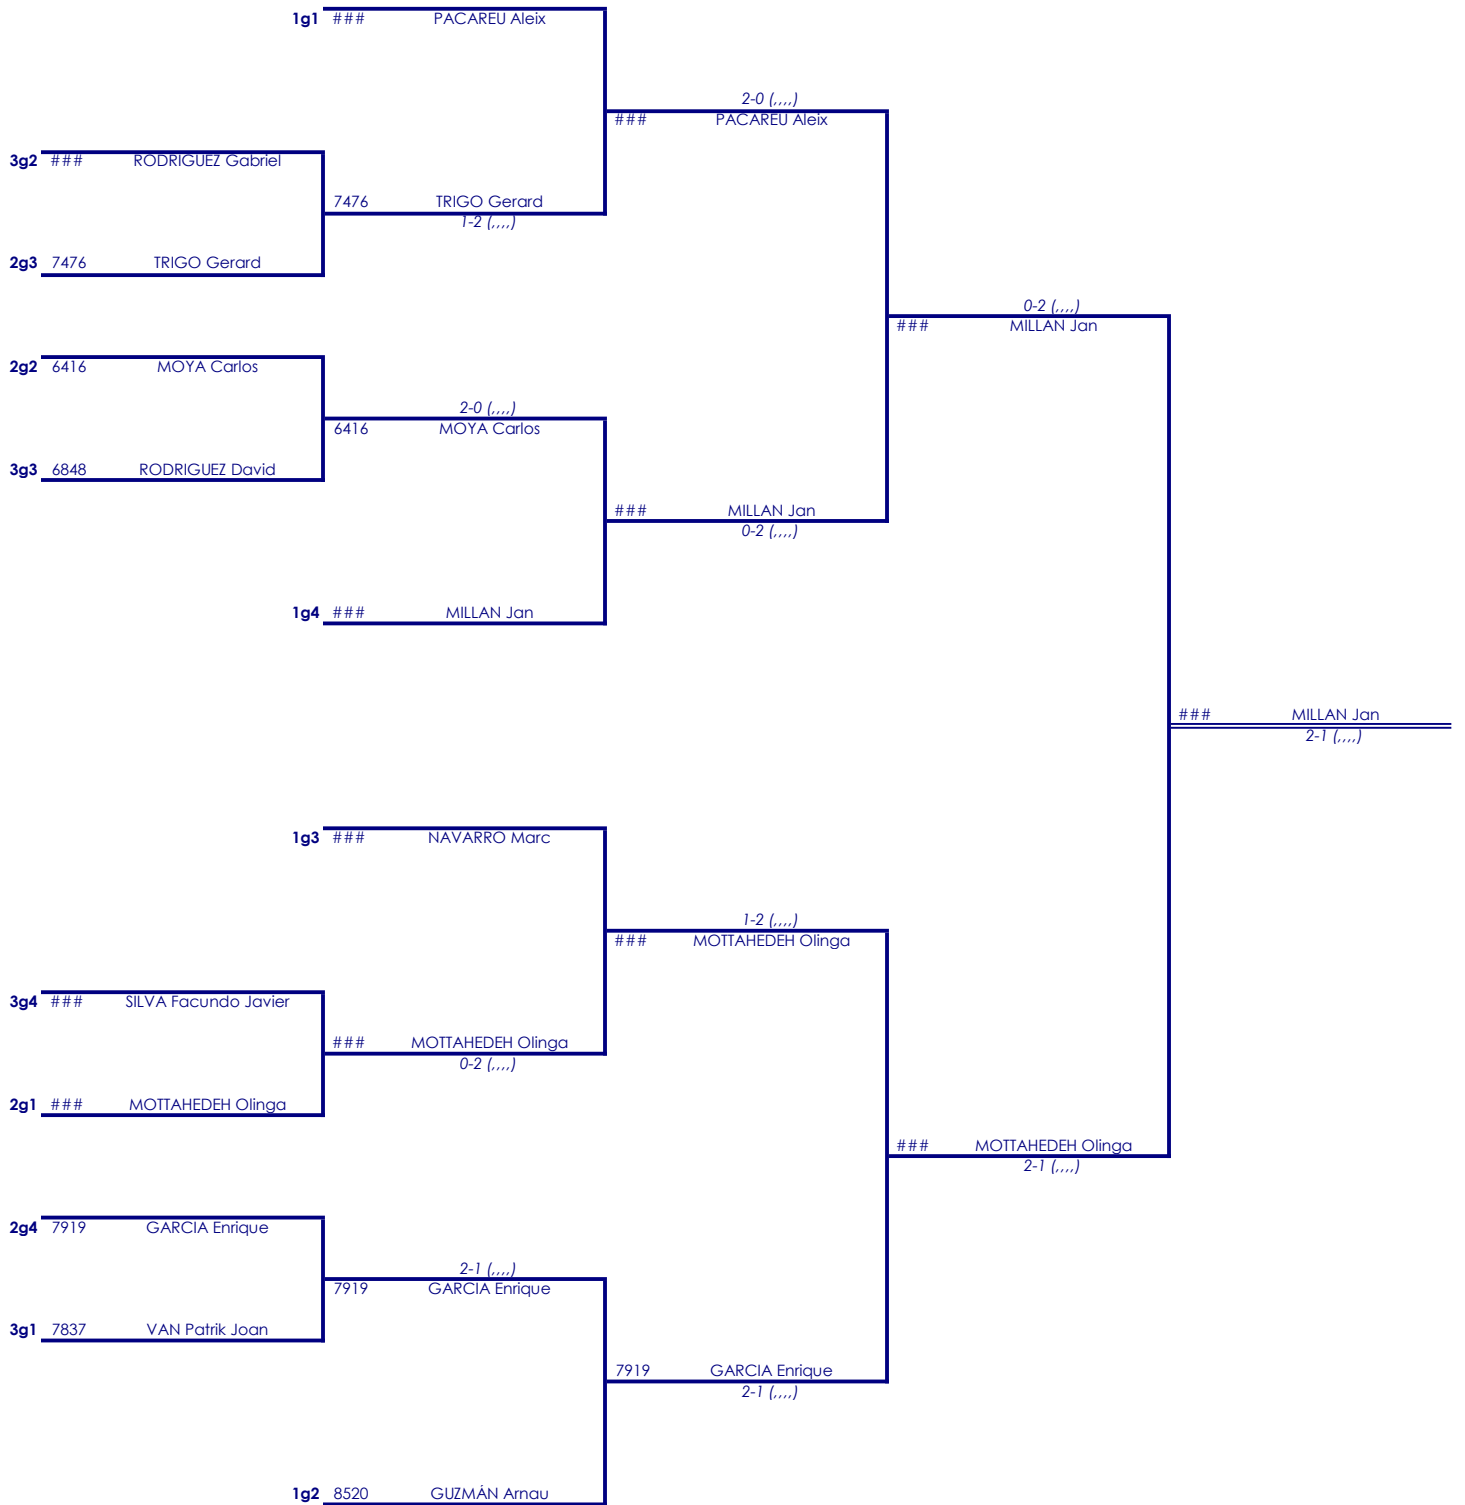 1g1 ### PACAREU Aleix
2-0 (,,,,)
### PACAREU Aleix
3g2 ### RODRIGUEZ Gabriel
7476 TRIGO Gerard
1-2 (,,,,)
2g3 7476 TRIGO Gerard
0-2 (,,,,)
### MILLAN Jan
2g2 6416 MOYA Carlos
2-0 (,,,,)
6416 MOYA Carlos
3g3 6848 RODRIGUEZ David
### MILLAN Jan
0-2 (,,,,)
1g4 ### MILLAN Jan
### MILLAN Jan
2-1 (,,,,)
1g3 ### NAVARRO Marc
1-2 (,,,,)
### MOTTAHEDEH Olinga
3g4 ### SILVA Facundo Javier
### MOTTAHEDEH Olinga
0-2 (,,,,)
2g1 ### MOTTAHEDEH Olinga
### MOTTAHEDEH Olinga
2-1 (,,,,)
2g4 7919 GARCIA Enrique
2-1 (,,,,)
7919 GARCIA Enrique
3g1 7837 VAN Patrik Joan
7919 GARCIA Enrique
2-1 (,,,,)
1g2 8520 GUZMÁN Arnau